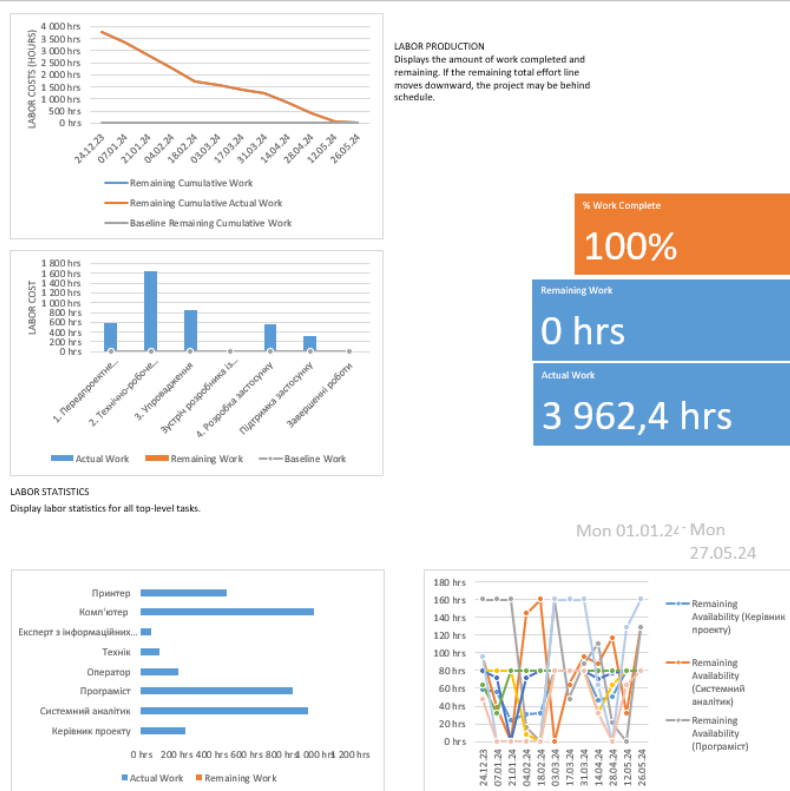 4 000 hrs
3 500 hrs
3 000 hrs
2 500 hrs
2 000 hrs
1 500 hrs
1 000 hrs
500 hrs
0 hrs
LABOR COSTS (HOURS)
24.12.23
07.01.24
21.01.24
04.02.24
18.02.24
03.03.24
17.03.24
31.03.24
14.04.24
28.04.24
12.05.24
26.05.24
Remaining Cumulative Work
Remaining Cumulative Actual Work
Baseline Remaining Cumulative Work
LABOR PRODUCTION
Displays the amount of work completed and
remaining. If the remaining total effort line
moves downward, the project may be behind
schedule.
% Work Complete
100%
Remaining Work
0 hrs
Actual Work
3 962,4 hrs
1 800 hrs
1 600 hrs
1 400 hrs
1 200 hrs
1 000 hrs
800 hrs
600 hrs
400 hrs
200 hrs
0 hrs
LABOR COST
1. Передпроектне...
2. Технічно-робоче...
3. Упровадження
Зустріч розробника із...
4. Розробка застосунку
Підтримка застосунку
Завершенні роботи
Actual Work
Remaining Work
Baseline Work
LABOR STATISTICS
Display labor statistics for all top-level tasks.
Mon 01.01.24
- Mon
27.05.24
Принтер
Комп'ютер
Експерт з інформаційних...
Технік
Оператор
Програміст
Системний аналітик
Керівник проекту
0 hrs 200 hrs 400 hrs 600 hrs 800 hrs 1 000 hrs 1 200 hrs
Actual Work
Remaining Work
180 hrs
160 hrs
140 hrs
120 hrs
100 hrs
80 hrs
60 hrs
40 hrs
20 hrs
0 hrs
24.12.23
07.01.24
21.01.24
04.02.24
18.02.24
03.03.24
17.03.24
31.03.24
14.04.24
28.04.24
12.05.24
26.05.24
Remaining
Availability (Керівник
проекту)
Remaining
Availability
(Системний
аналітик)
Remaining
Availability
(Програміст)